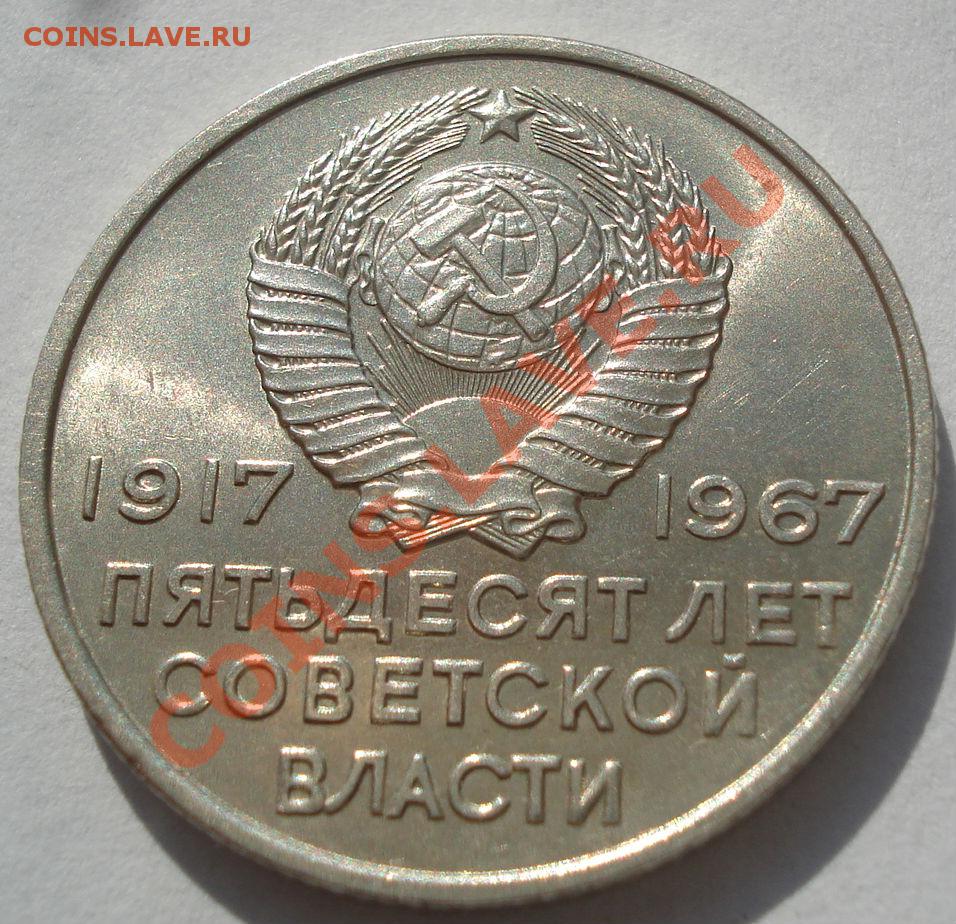 COINS.LAVE.RU
COINS.LAVE.RU
1917 1967
ПЯТЬДЕСЯТ ЛЕТ
СОВЕТСКОЙ
ВЛАСТИ